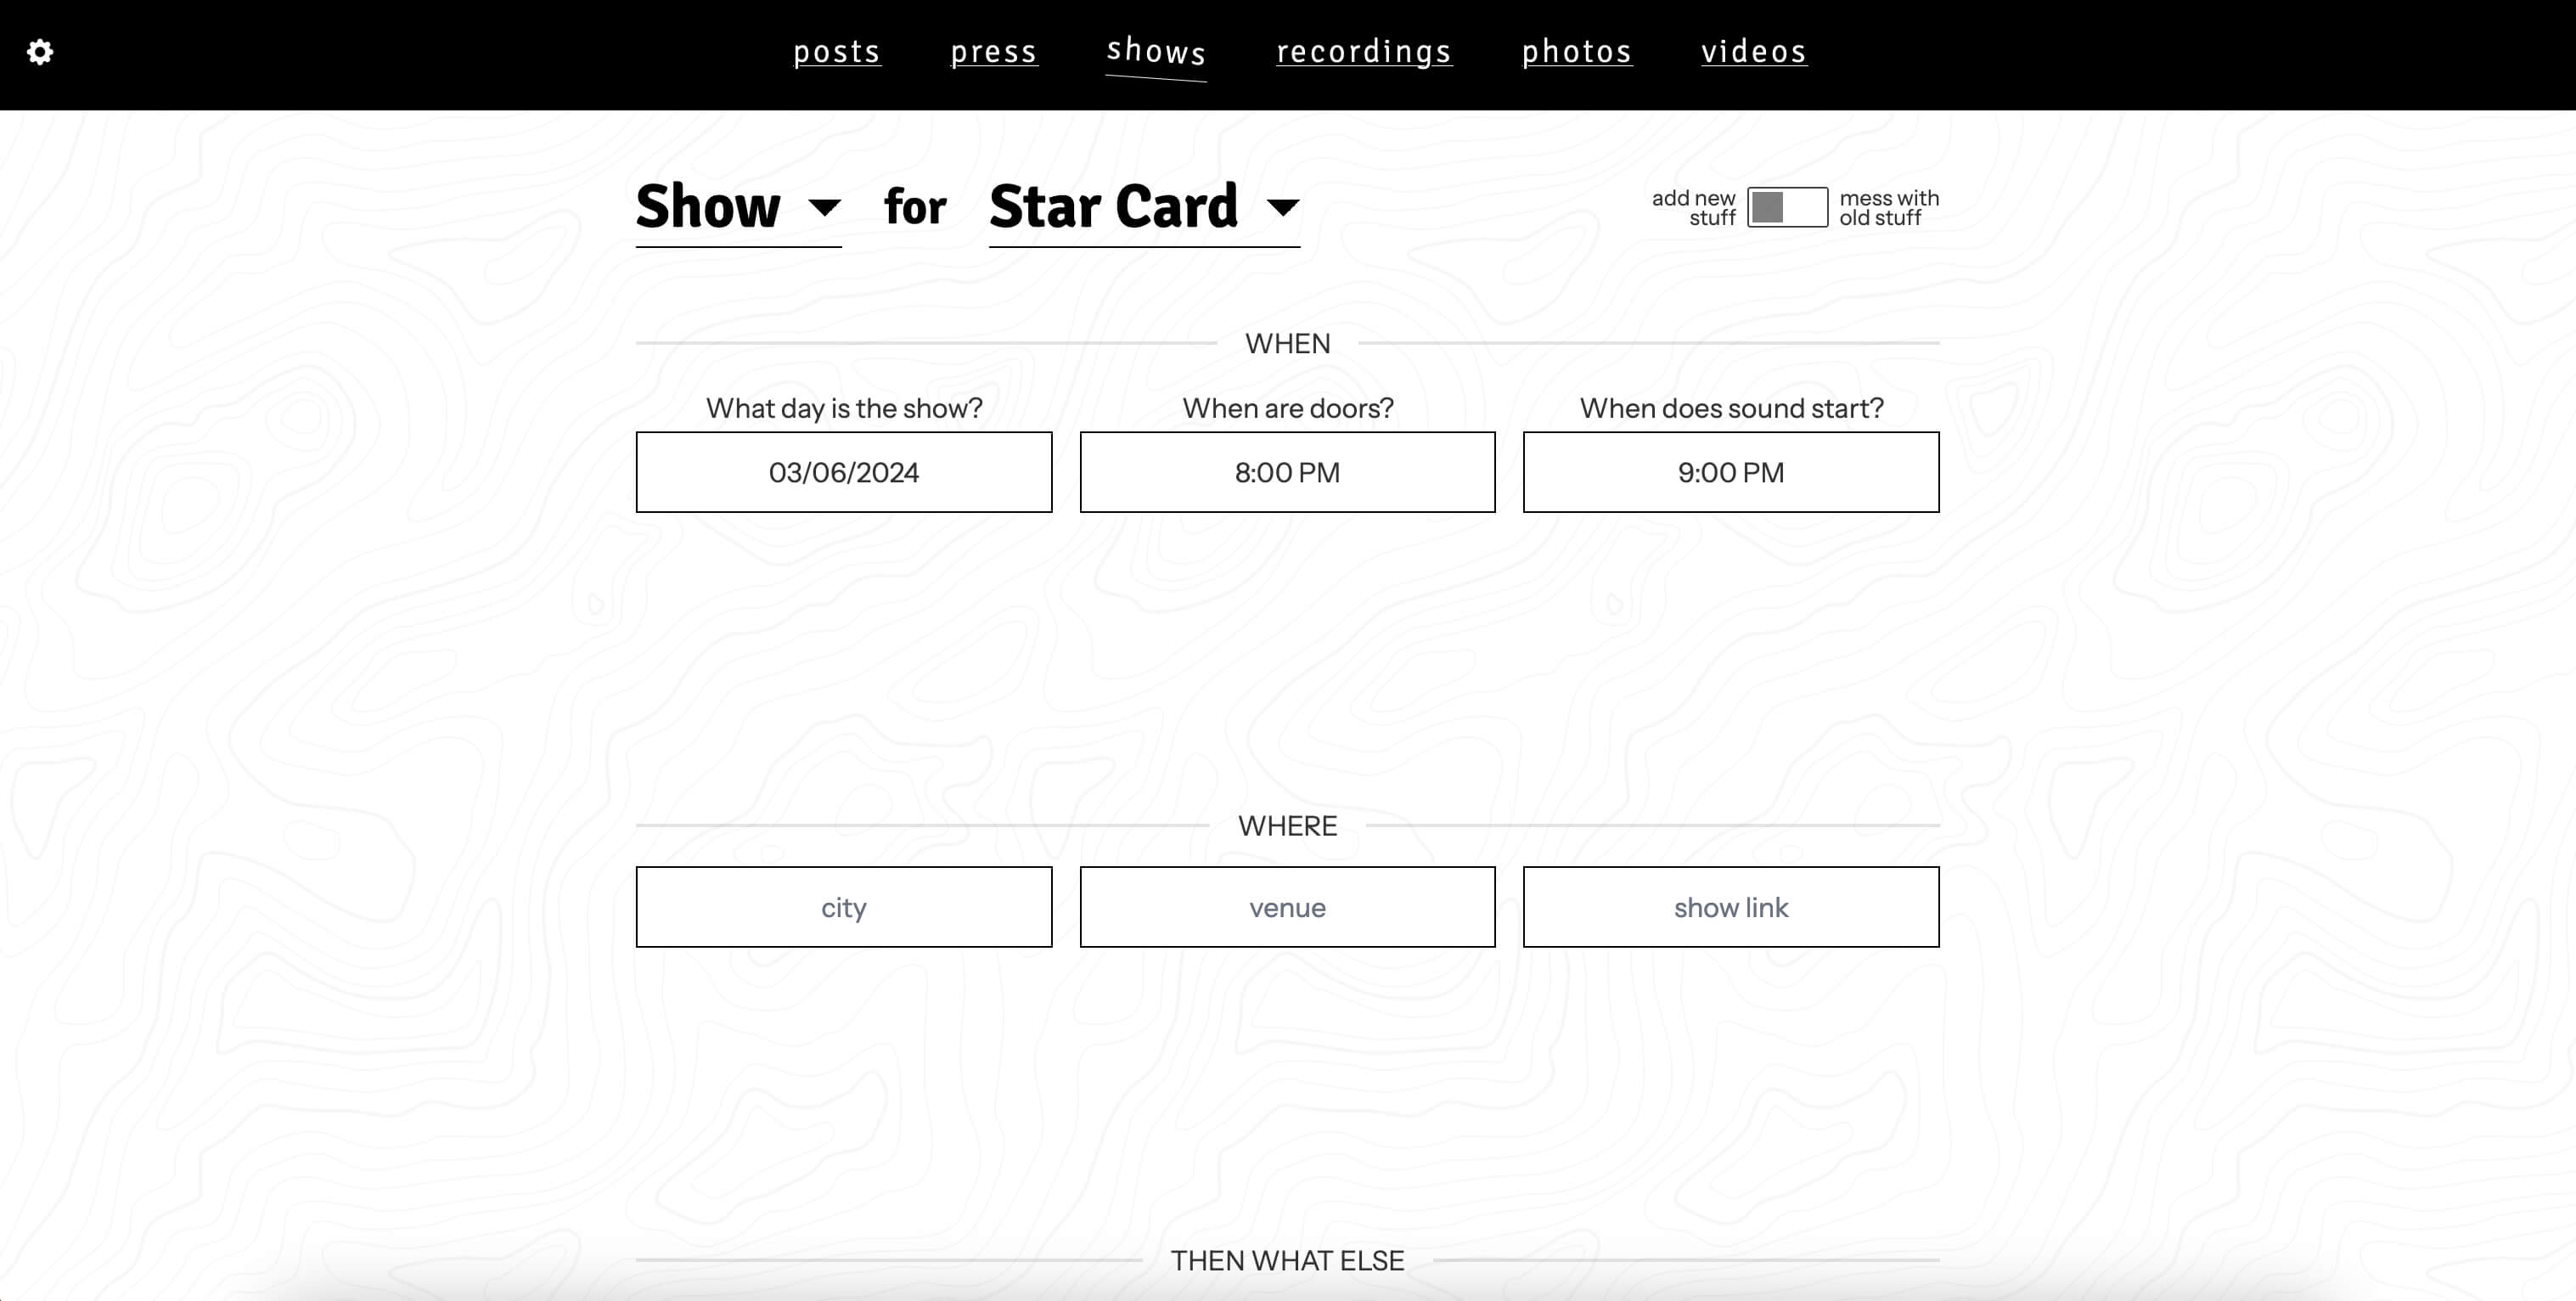 posts press shows recordings photos videos
Show for Star Card
add new stuff
mess with old stuff
WHEN
What day is the show? When are doors? When does sound start?
03/06/2024 8:00 PM 9:00 PM
WHERE
city venue show link
THEN WHAT ELSE